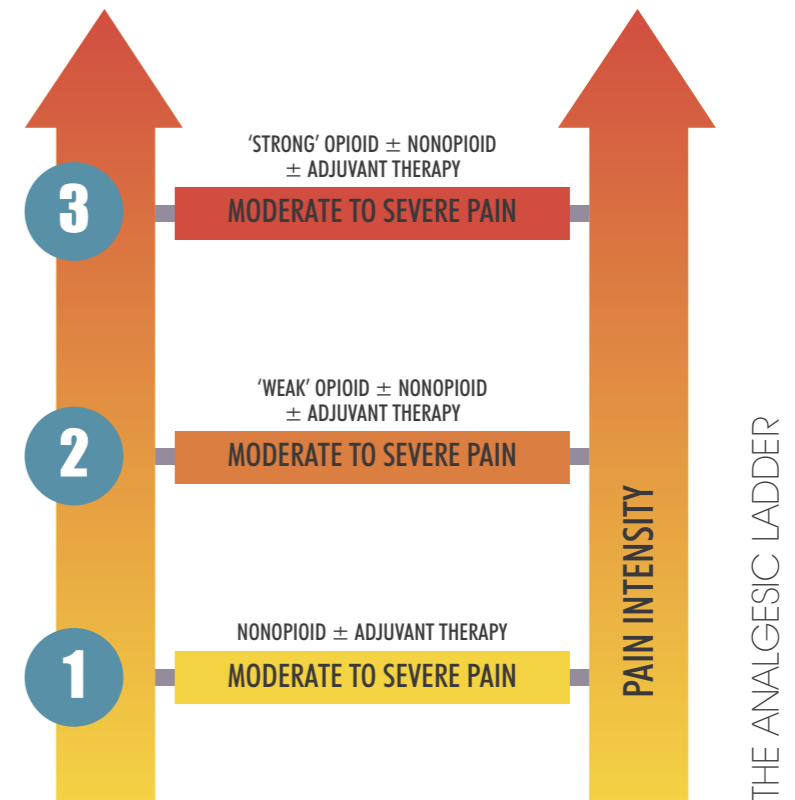 'STRONG' OPIOID ± NONOPIOID
± ADJUVANT THERAPY
3
MODERATE TO SEVERE PAIN
'WEAK' OPIOID ± NONOPIOID
± ADJUVANT THERAPY
2
MODERATE TO SEVERE PAIN
NONOPIOID ± ADJUVANT THERAPY
1
MODERATE TO SEVERE PAIN
PAIN INTENSITY
THE ANALGESIC LADDER